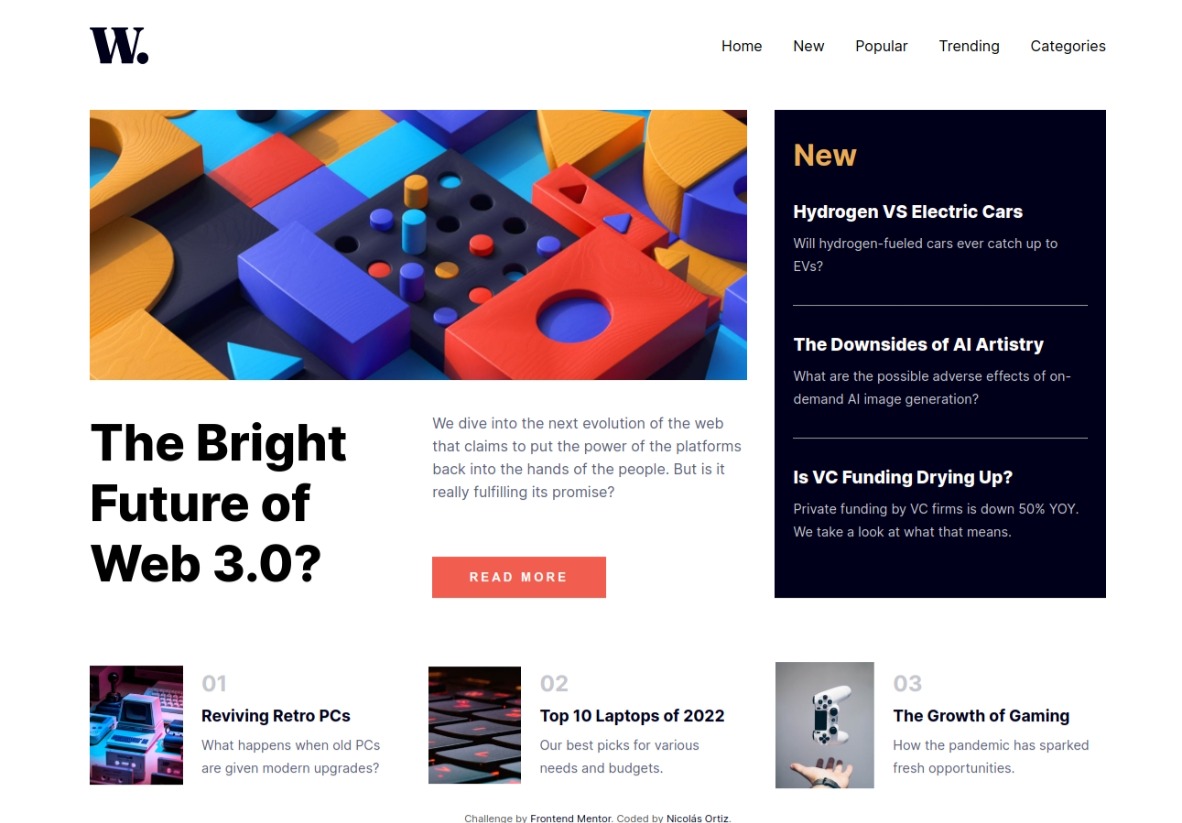 W.
Home New Popular Trending Categories
The Bright
Future of
Web 3.0?
We dive into the next evolution of the web
that claims to put the power of the platforms
back into the hands of the people. But is it
really fulfilling its promise?
READ MORE
New
Hydrogen VS Electric Cars
Will hydrogen-fueled cars ever catch up to
EVs?
The Downsides of AI Artistry
What are the possible adverse effects of on-
demand AI image generation?
Is VC Funding Drying Up?
Private funding by VC firms is down 50% YOY.
We take a look at what that means.
01
Reviving Retro PCs
What happens when old PCs
are given modern upgrades?
02
Top 10 Laptops of 2022
Our best picks for various
needs and budgets.
03
The Growth of Gaming
How the pandemic has sparked
fresh opportunities.
Challenge by Frontend Mentor. Coded by Nicolás Ortiz.